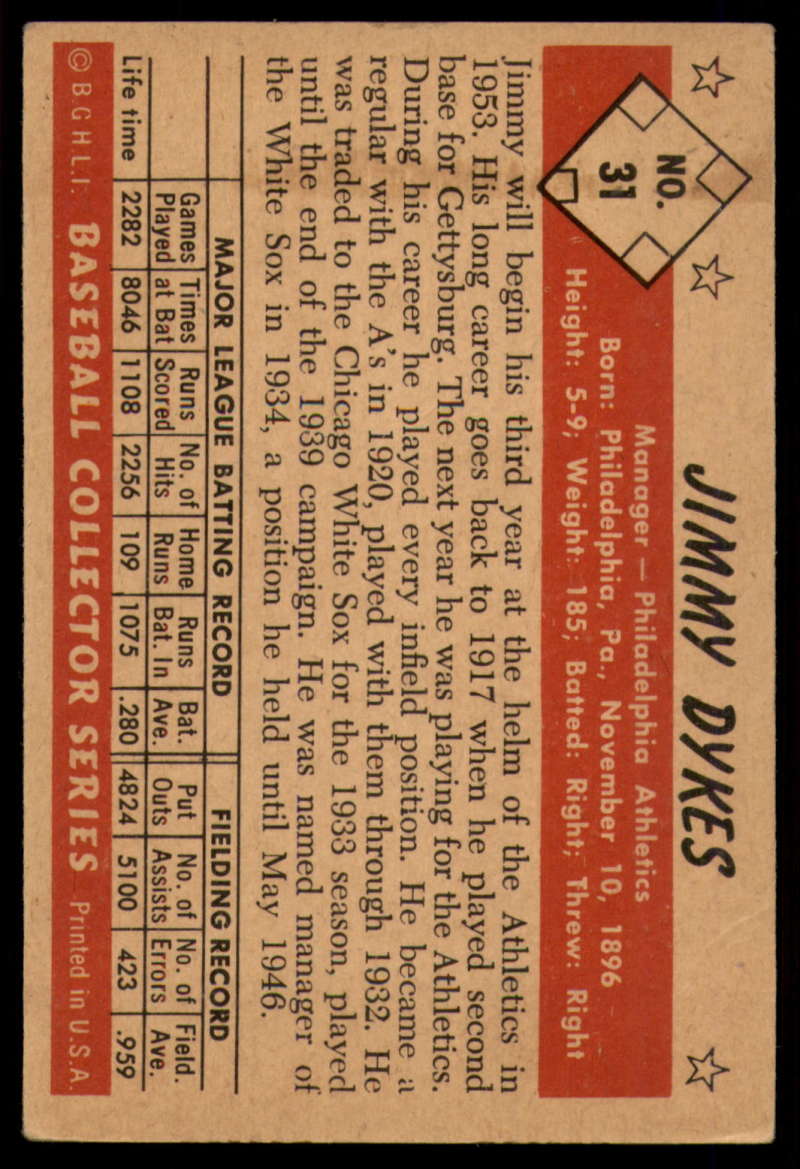 JIMMY DYKES
NO.
31
Manager — Philadelphia Athletics
Born: Philadelphia, Pa., November 10, 1896
Height: 5-9; Weight: 185; Batted: Right; Threw: Right
Jimmy will begin his third year at the helm of the Athletics in
1953. His long career goes back to 1917 when he played second
base for Gettysburg. The next year he was playing for the Athletics.
During his career he played every infield position. He became a
regular with the A's in 1920, played with them through 1932. He
was traded to the Chicago White Sox for the 1933 season, played
until the end of the 1939 campaign. He was named manager of
the White Sox in 1934, a position he held until May 1946.
MAJOR LEAGUE BATTING RECORD FIELDING RECORD
Games Times Runs No. of Home Runs Bat. Put No. of No. of Field.
Played at Bat Scored Hits Runs Bat. In Ave. Outs Assists Errors Ave.
Life time 2282 8046 1108 2256 109 1075 .280 4824 5100 423 .959
© B.G.H.L.I. BASEBALL COLLECTOR SERIES Printed in U.S.A.